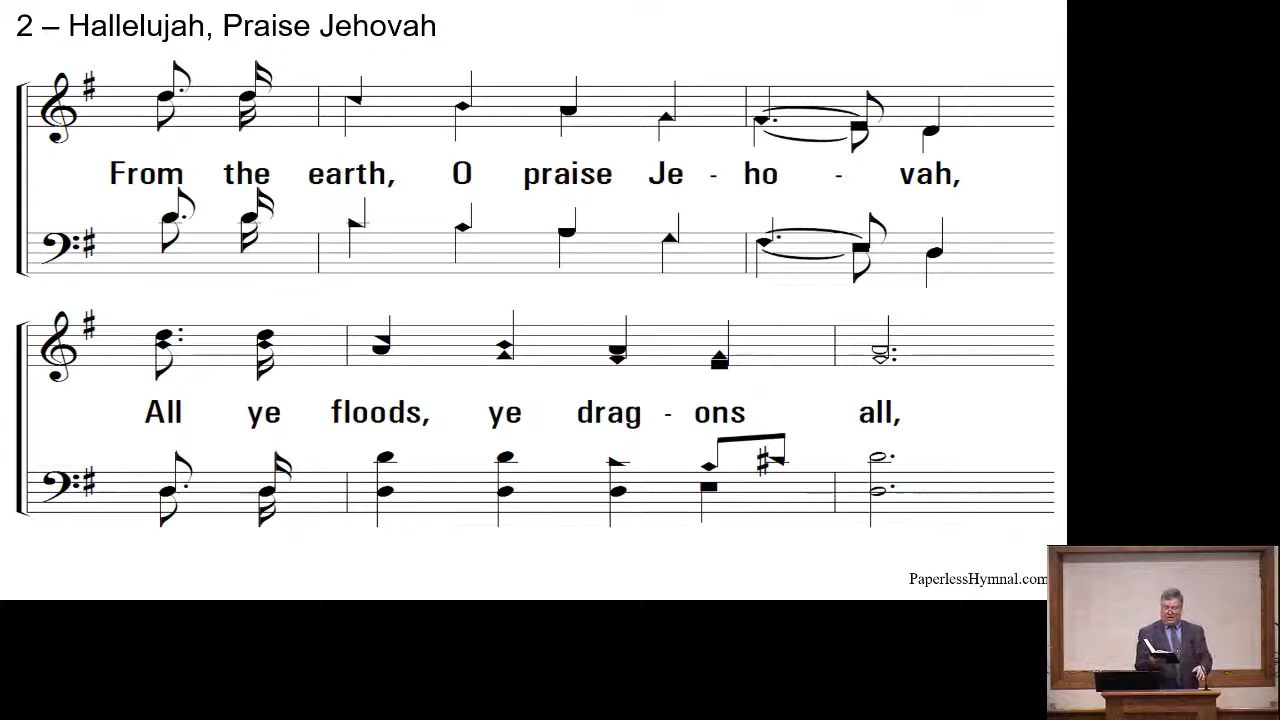 2 – Hallelujah, Praise Jehovah
From the earth, O praise Je - ho - vah,
All ye floods, ye drag - ons all,
PaperlessHymnal.com